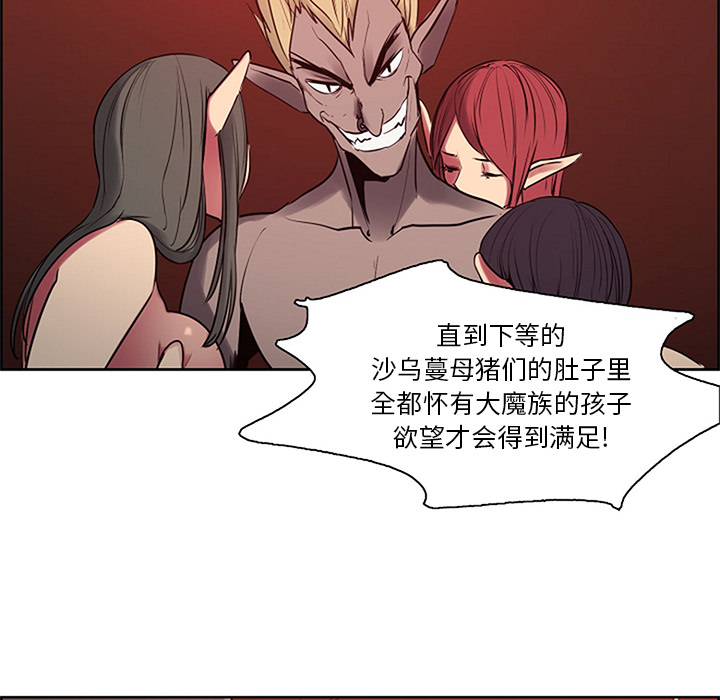 直到下等的
沙乌蔓母猪们的肚子里
全都怀有大魔族的孩子
欲望才会得到满足!